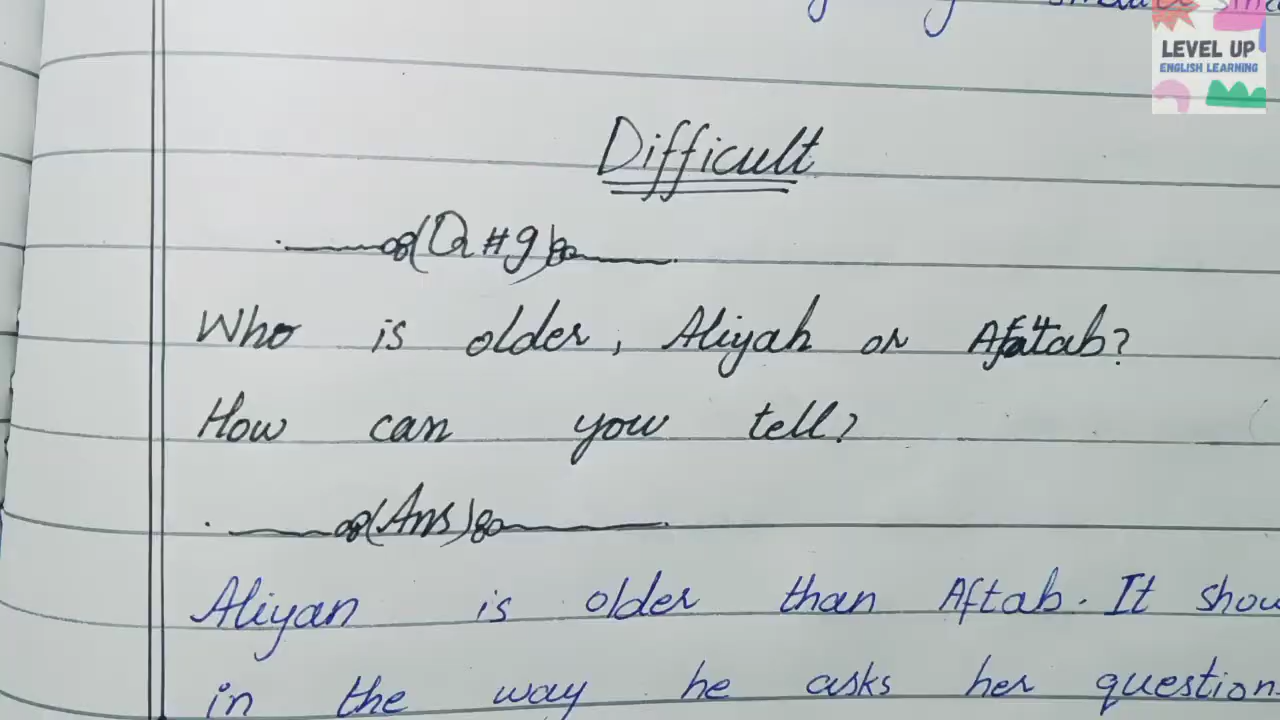 LEVEL UP
ENGLISH LEARNING
Difficult
(Q #9)
Who is older, Aliyah or Aftab?
How can you tell?
(Ans)
Aliyan is older than Aftab. It show
in the way he asks her question